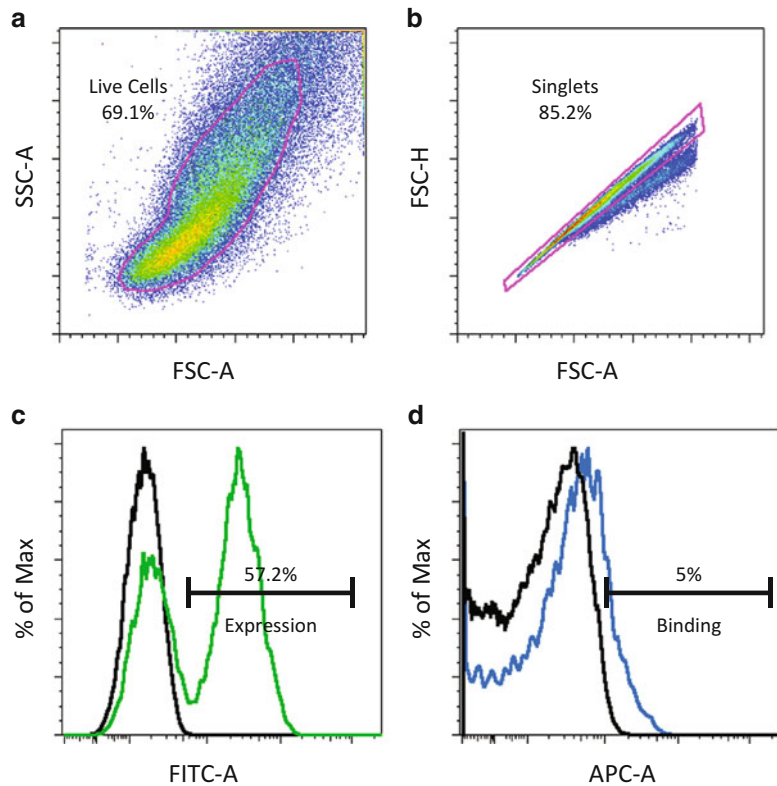 a
Live Cells
69.1%
SSC-A
FSC-A
b
Singlets
85.2%
FSC-H
FSC-A
c
57.2%
Expression
% of Max
FITC-A
d
5%
Binding
% of Max
APC-A